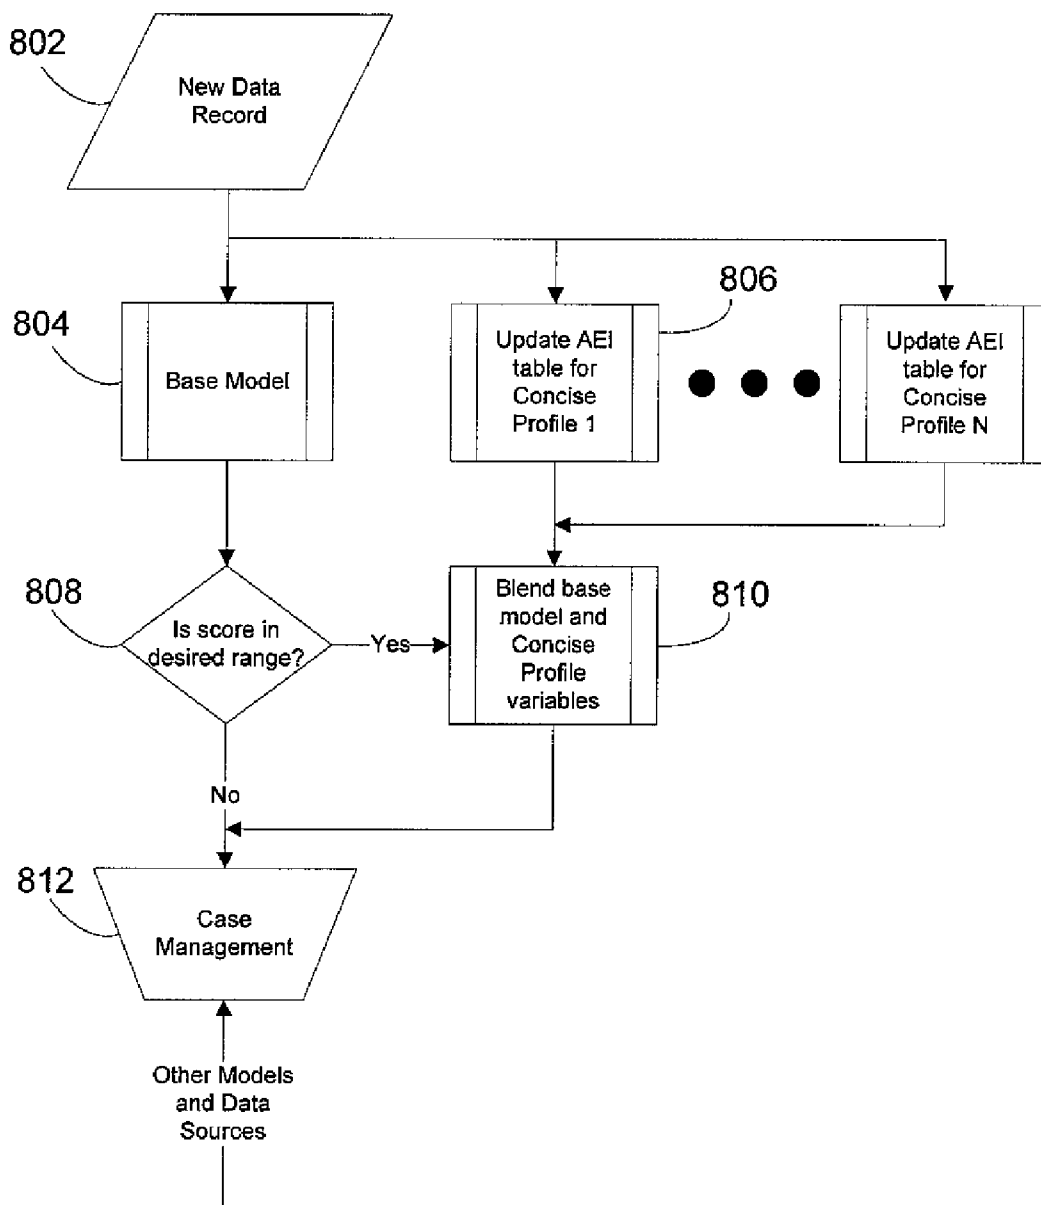 802
New Data
Record
804
Base Model
806
Update AEI
table for
Concise
Profile 1
Update AEI
table for
Concise
Profile N
808
Is score in
desired range?
Yes
810
Blend base
model and
Concise
Profile
variables
No
812
Case
Management
Other Models
and Data
Sources